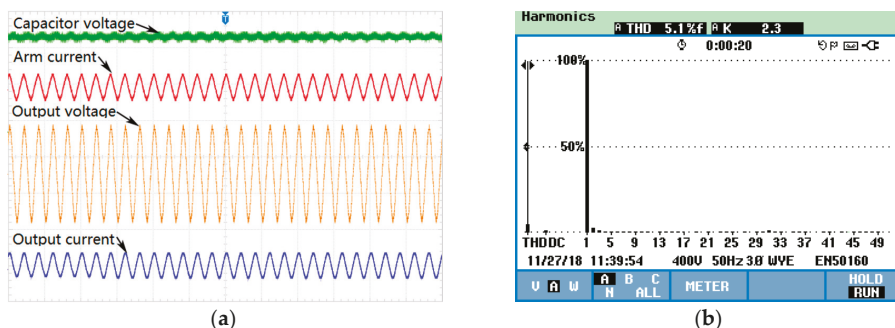 T
Capacitor voltage
Arm current
Output voltage
Output current
(a)
Harmonics
A THD 5.1%f A K 2.3
0:00:20
100%
50%
THDDC 1 5 9 13 17 21 25 29 33 37 41 45 49
11/27/18 11:39:54 400V 50Hz 3Ø WYE EN50160
V A W A B C N ALL METER HOLD RUN
(b)